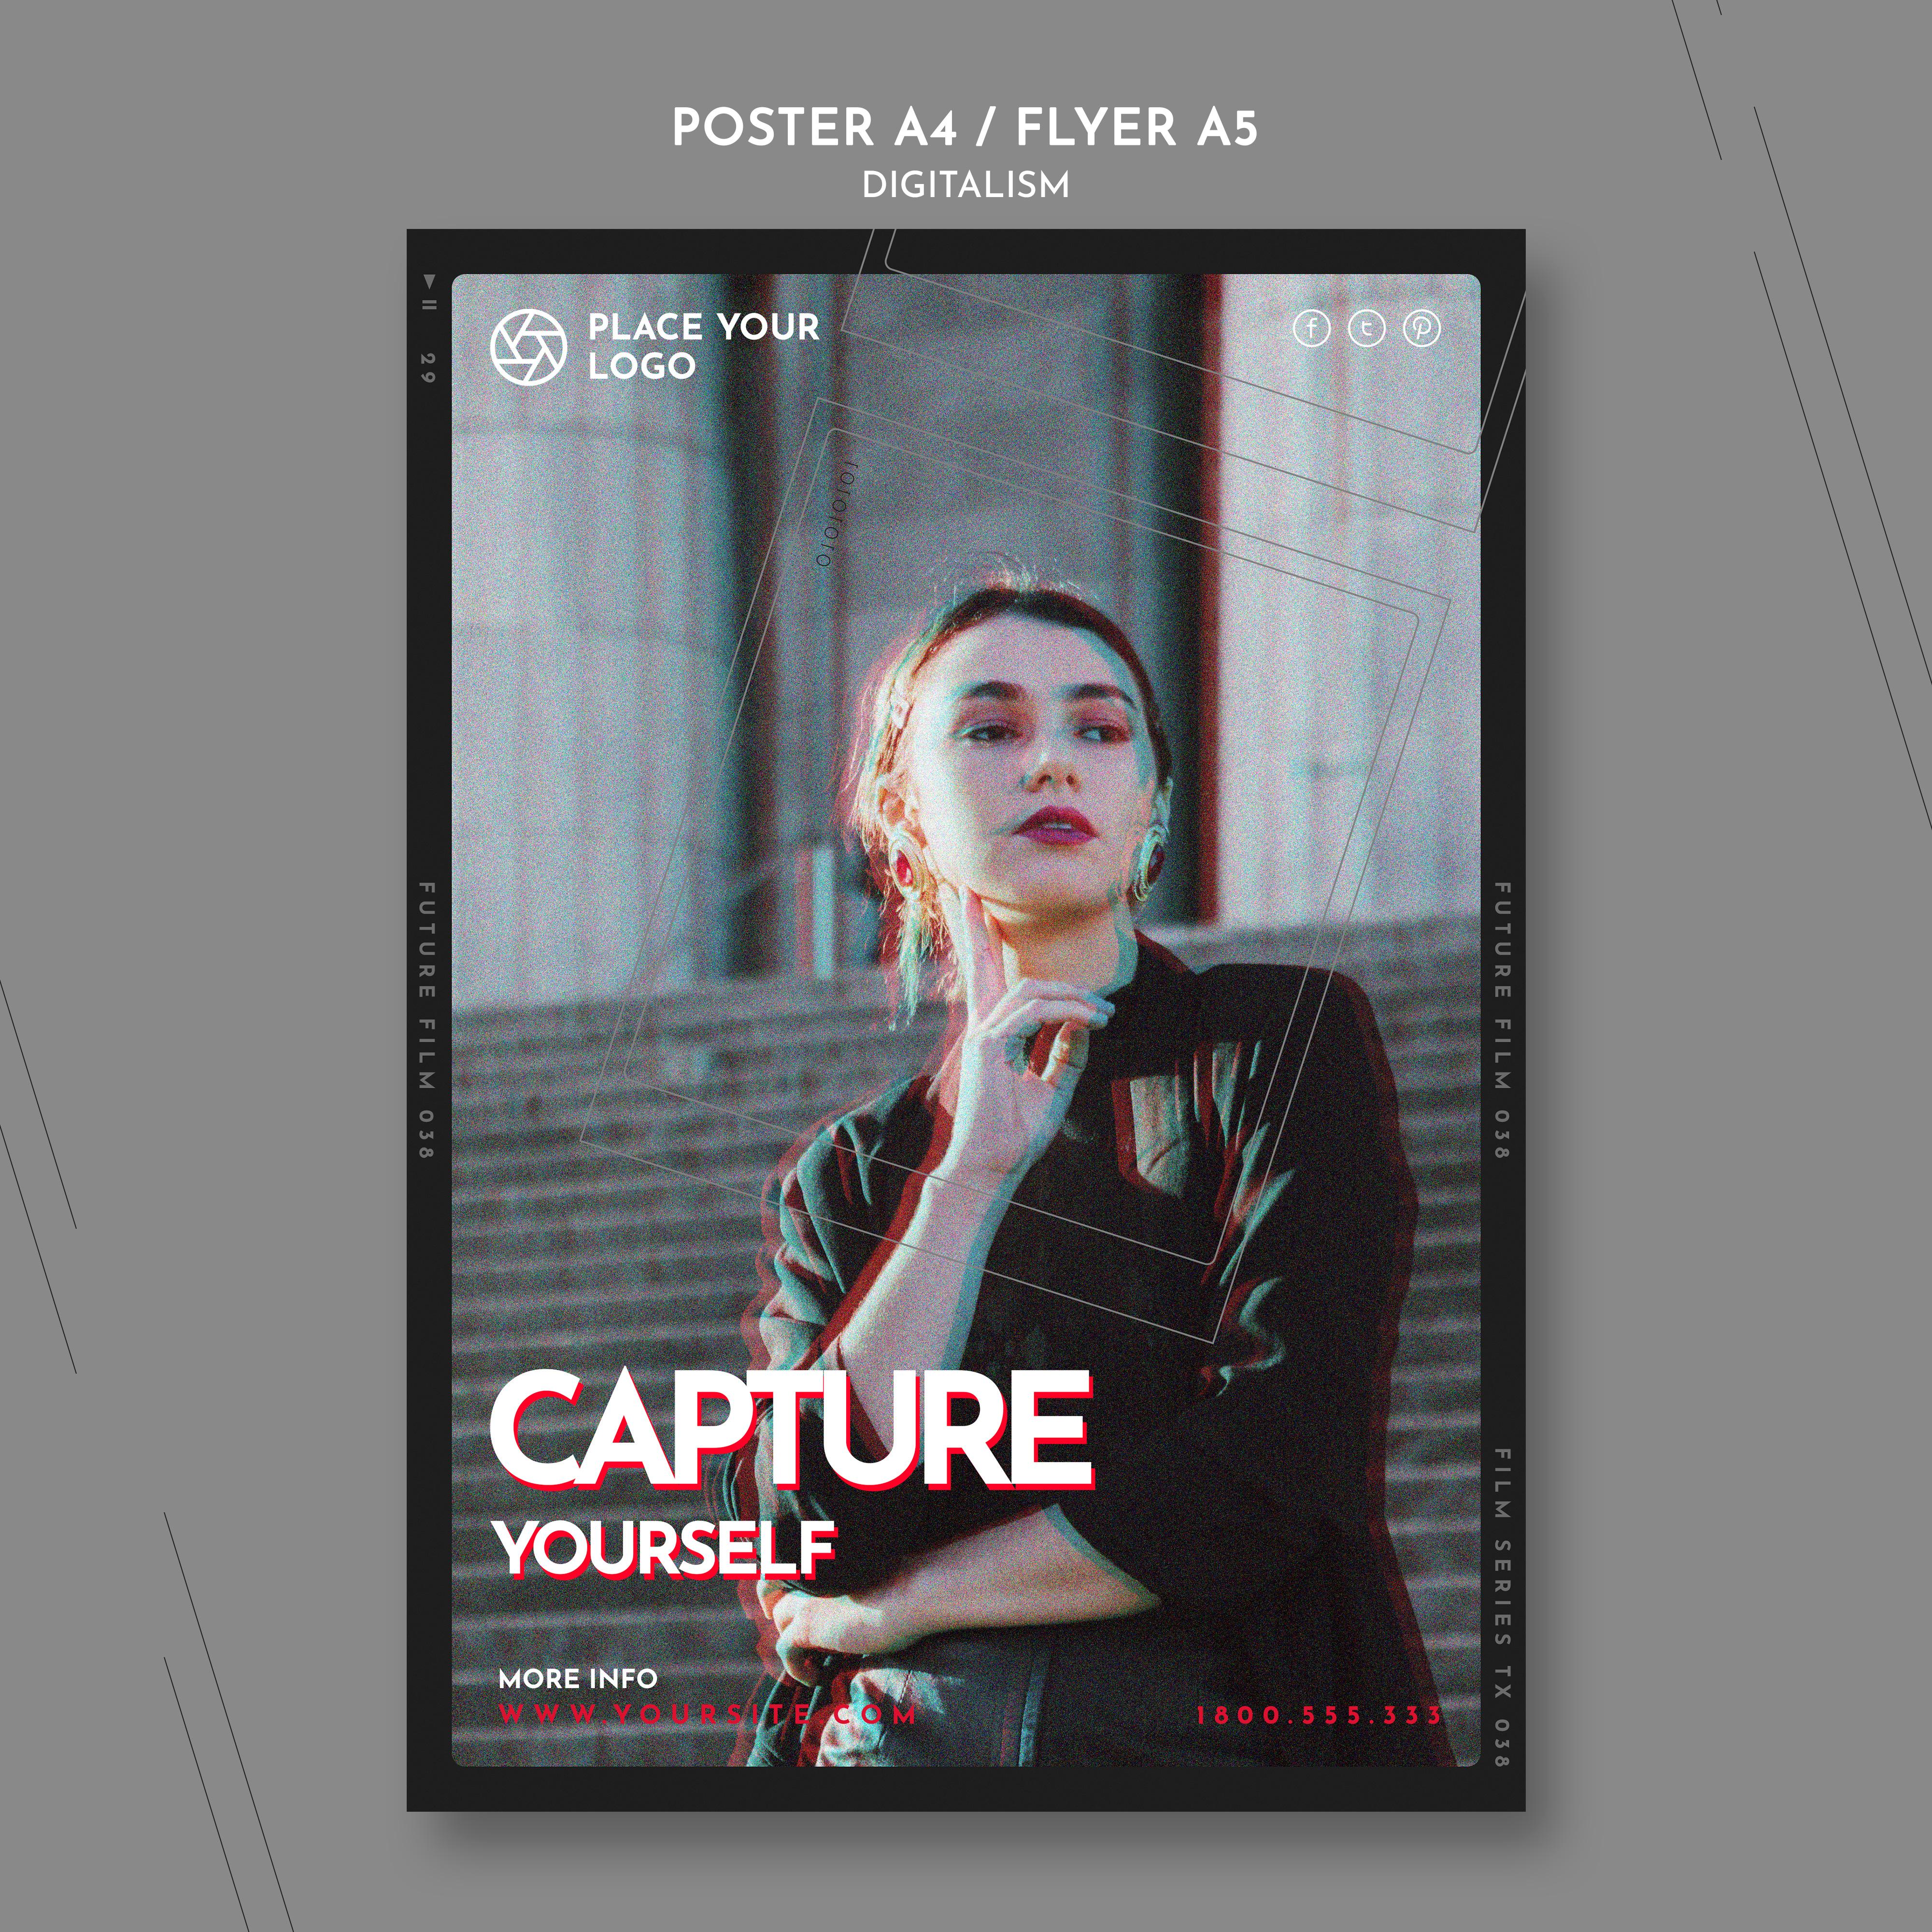 POSTER A4 / FLYER A5
DIGITALISM
29
PLACE YOUR
LOGO
f t p
10101010
FUTURE FILM 038
FUTURE FILM 038
CAPTURE
YOURSELF
FILM SERIES TX 038
MORE INFO
WWW.YOURSITE.COM
1800.555.333